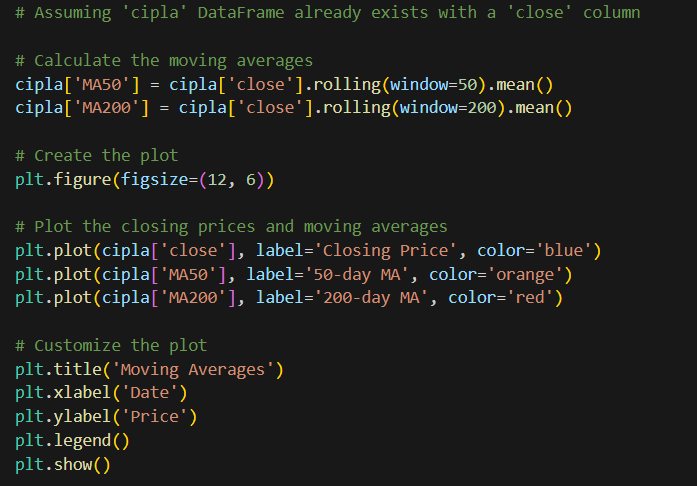 # Assuming 'cipla' DataFrame already exists with a 'close' column
# Calculate the moving averages
cipla['MA50'] = cipla['close'].rolling(window=50).mean()
cipla['MA200'] = cipla['close'].rolling(window=200).mean()
# Create the plot
plt.figure(figsize=(12, 6))
# Plot the closing prices and moving averages
plt.plot(cipla['close'], label='Closing Price', color='blue')
plt.plot(cipla['MA50'], label='50-day MA', color='orange')
plt.plot(cipla['MA200'], label='200-day MA', color='red')
# Customize the plot
plt.title('Moving Averages')
plt.xlabel('Date')
plt.ylabel('Price')
plt.legend()
plt.show()